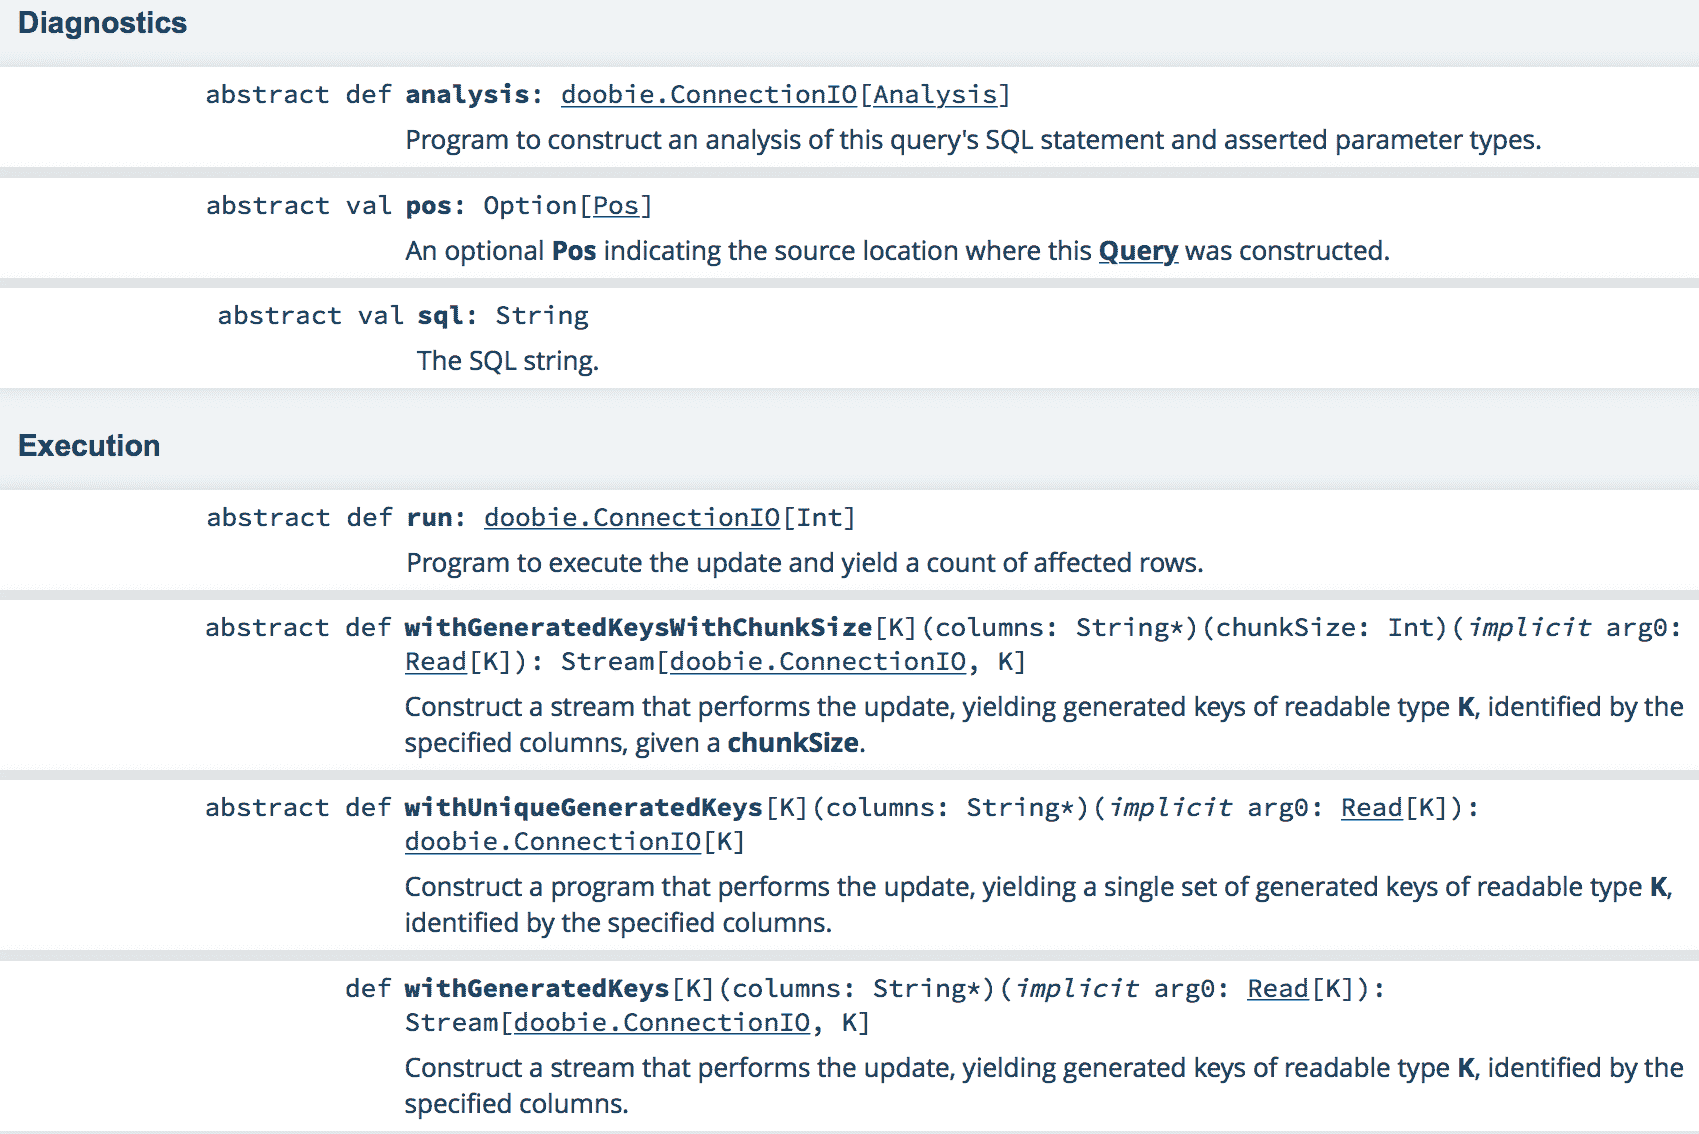 Diagnostics
abstract def analysis: doobie.ConnectionIO[Analysis]
Program to construct an analysis of this query's SQL statement and asserted parameter types.
abstract val pos: Option[Pos]
An optional Pos indicating the source location where this Query was constructed.
abstract val sql: String
The SQL string.
Execution
abstract def run: doobie.ConnectionIO[Int]
Program to execute the update and yield a count of affected rows.
abstract def withGeneratedKeysWithChunkSize[K](columns: String*)(chunkSize: Int)(implicit arg0:
Read[K]): Stream[doobie.ConnectionIO, K]
Construct a stream that performs the update, yielding generated keys of readable type K, identified by the
specified columns, given a chunkSize.
abstract def withUniqueGeneratedKeys[K](columns: String*)(implicit arg0: Read[K]):
doobie.ConnectionIO[K]
Construct a program that performs the update, yielding a single set of generated keys of readable type K,
identified by the specified columns.
def withGeneratedKeys[K](columns: String*)(implicit arg0: Read[K]):
Stream[doobie.ConnectionIO, K]
Construct a stream that performs the update, yielding generated keys of readable type K, identified by the
specified columns.